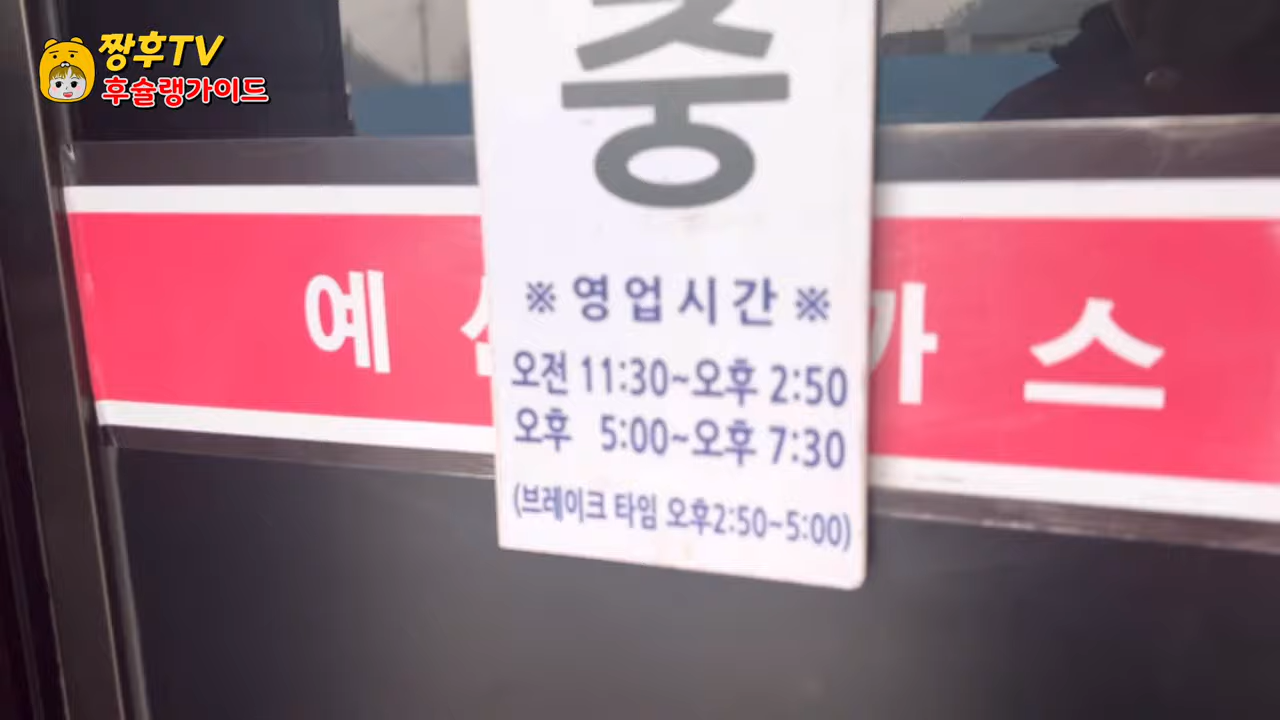 짱후TV
후슐랭가이드
중
※ 영업시간 ※
오전 11:30~오후 2:50
오후 5:00~오후 7:30
(브레이크 타임 오후2:50~5:00)
예 가 스